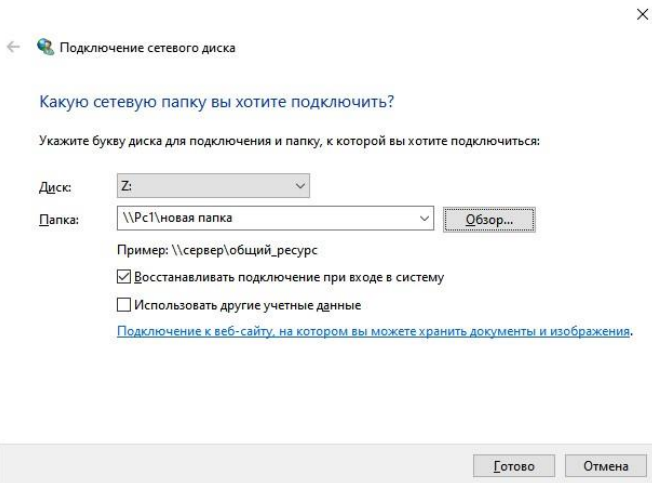 Подключение сетевого диска
Какую сетевую папку вы хотите подключить?
Укажите букву диска для подключения и папку, к которой вы хотите подключиться:
Диск: Z:
Папка: \\Pc1\новая папка Обзор...
Пример: \\сервер\общий_ресурс
Восстанавливать подключение при входе в систему
Использовать другие учетные данные
Подключение к веб-сайту, на котором вы можете хранить документы и изображения.
Готово Отмена